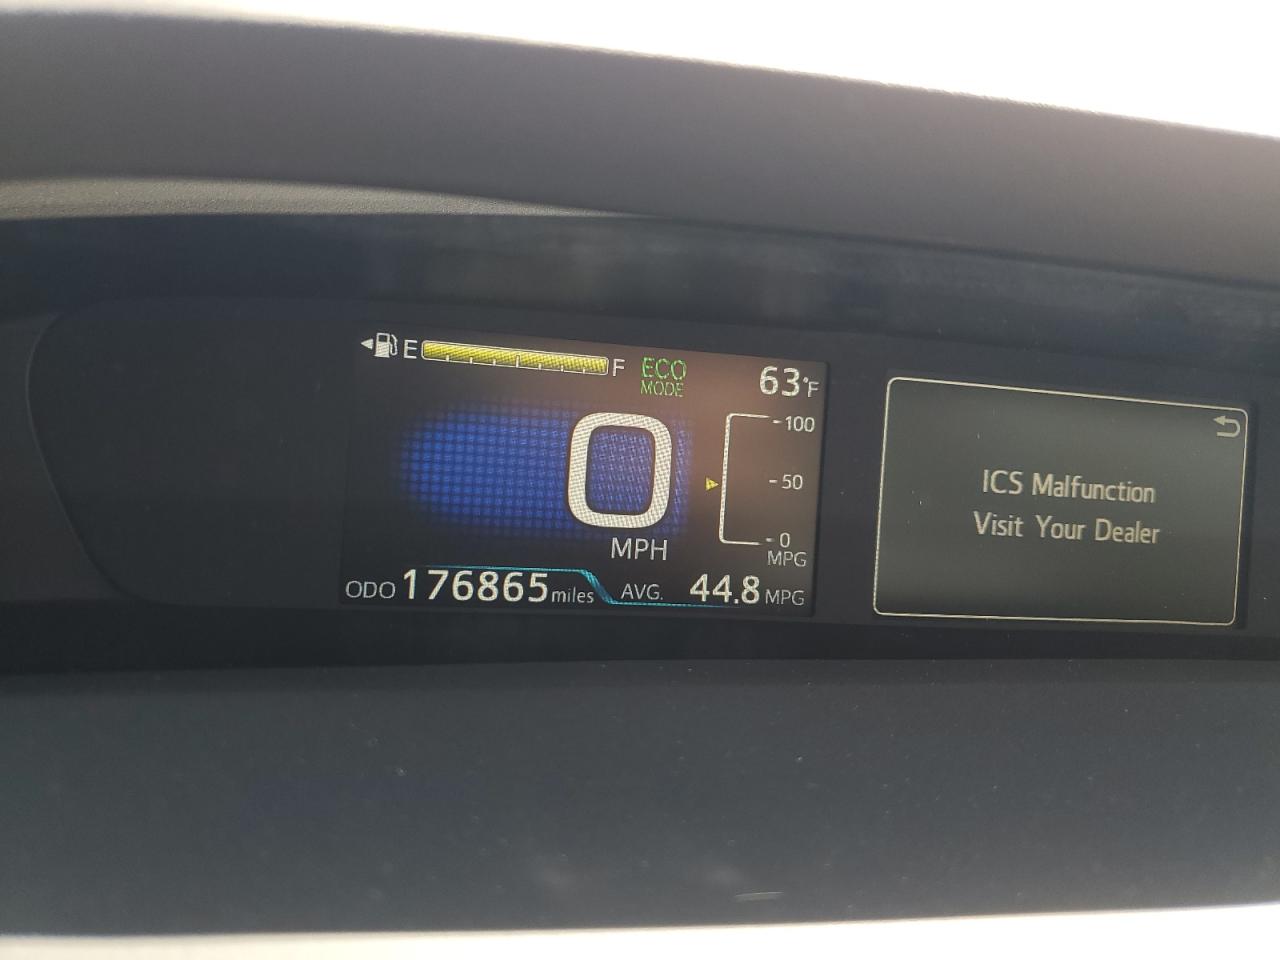 E F ECO
MODE
63°F
100
0
50
0
MPG
MPH
ODO 176865 miles AVG. 44.8 MPG
ICS Malfunction
Visit Your Dealer